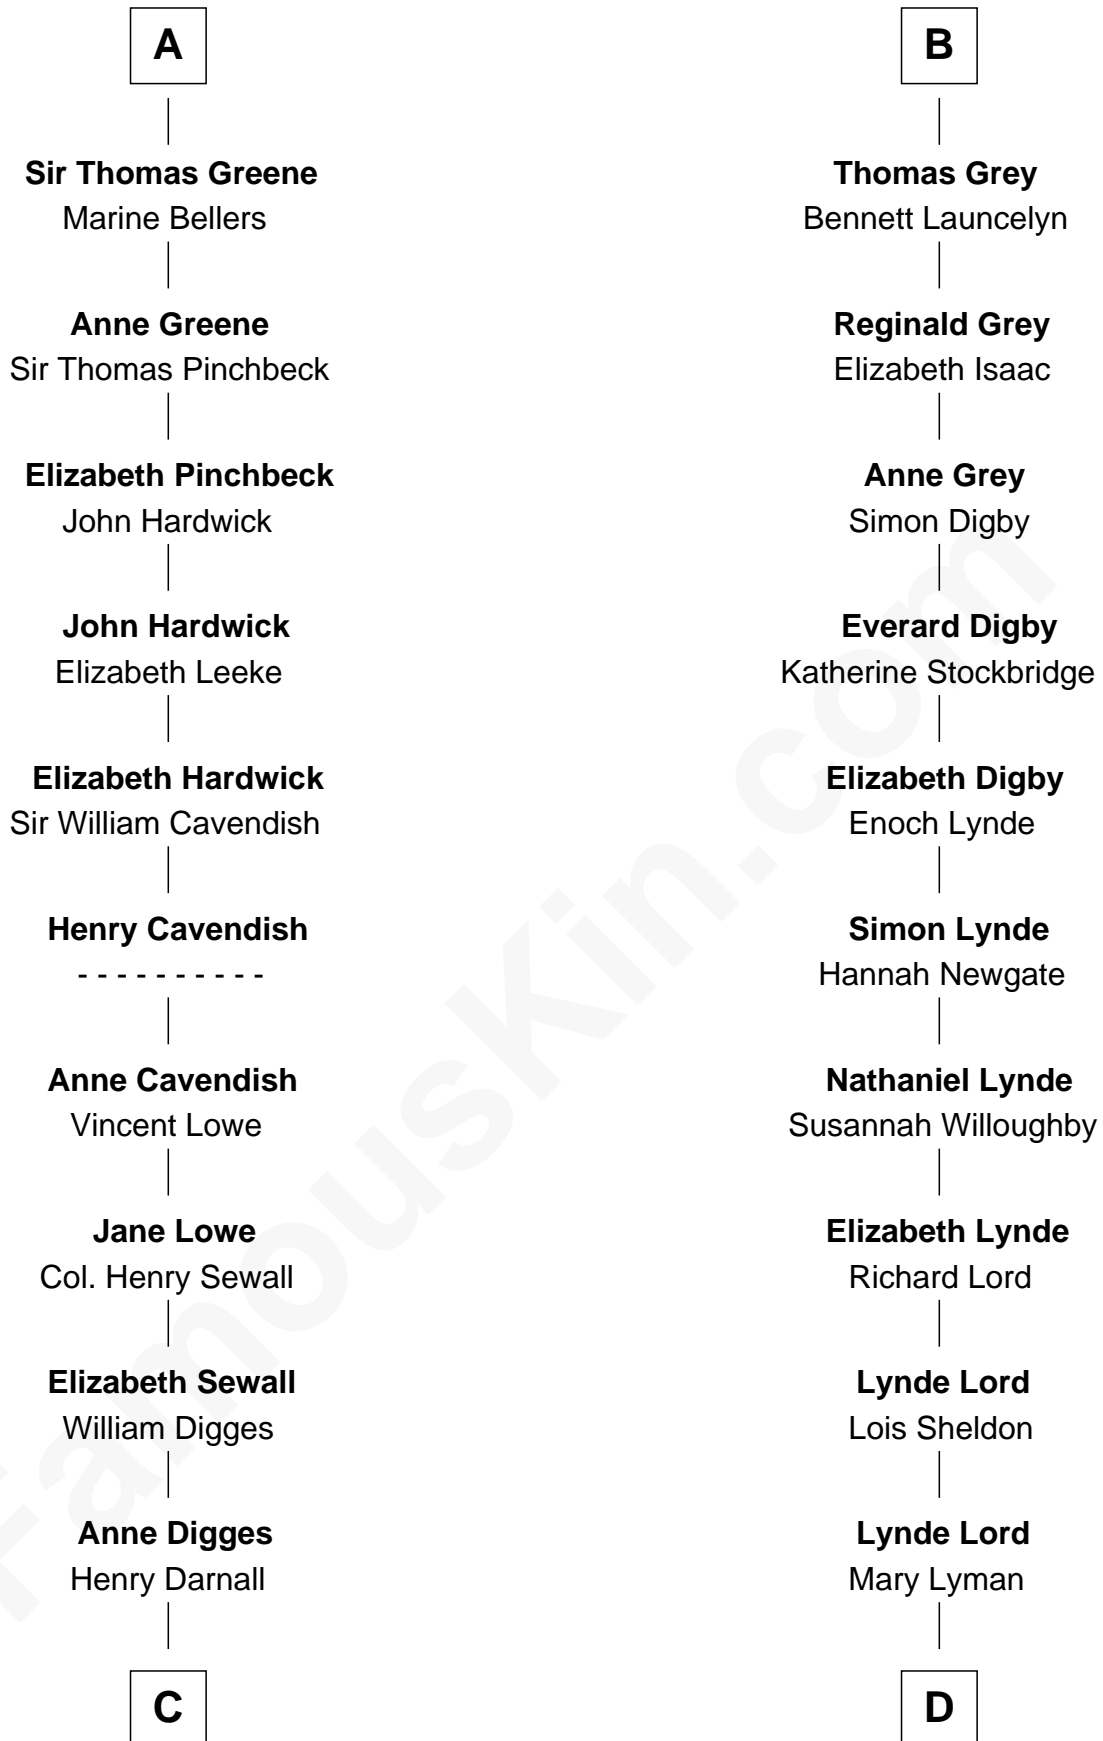 A
Sir Thomas Greene
Marine Bellers
Anne Greene
Sir Thomas Pinchbeck
Elizabeth Pinchbeck
John Hardwick
John Hardwick
Elizabeth Leeke
Elizabeth Hardwick
Sir William Cavendish
Henry Cavendish
- - - - - - - - - -
Anne Cavendish
Vincent Lowe
Jane Lowe
Col. Henry Sewall
Elizabeth Sewall
William Digges
Anne Digges
Henry Darnall
C
B
Thomas Grey
Bennett Launcelyn
Reginald Grey
Elizabeth Isaac
Anne Grey
Simon Digby
Everard Digby
Katherine Stockbridge
Elizabeth Digby
Enoch Lynde
Simon Lynde
Hannah Newgate
Nathaniel Lynde
Susannah Willoughby
Elizabeth Lynde
Richard Lord
Lynde Lord
Lois Sheldon
Lynde Lord
Mary Lyman
D
FamousKin.com